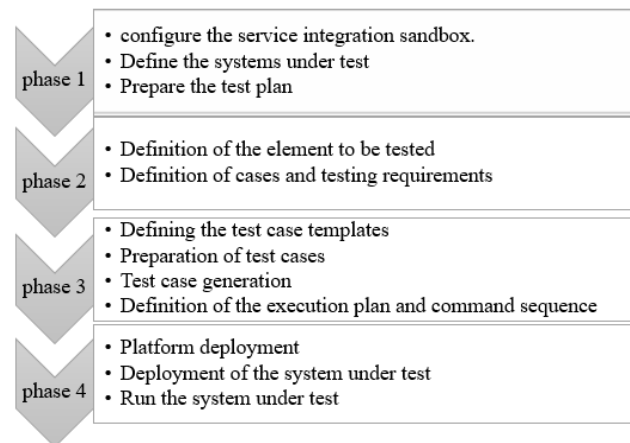 phase 1
• configure the service integration sandbox.
• Define the systems under test
• Prepare the test plan
phase 2
• Definition of the element to be tested
• Definition of cases and testing requirements
phase 3
• Defining the test case templates
• Preparation of test cases
• Test case generation
• Definition of the execution plan and command sequence
phase 4
• Platform deployment
• Deployment of the system under test
• Run the system under test